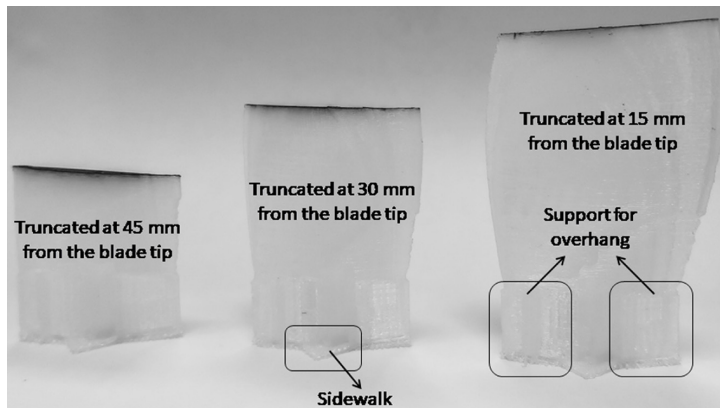 Truncated at 45 mm
from the blade tip
Truncated at 30 mm
from the blade tip
Truncated at 15 mm
from the blade tip
Support for
overhang
Sidewalk